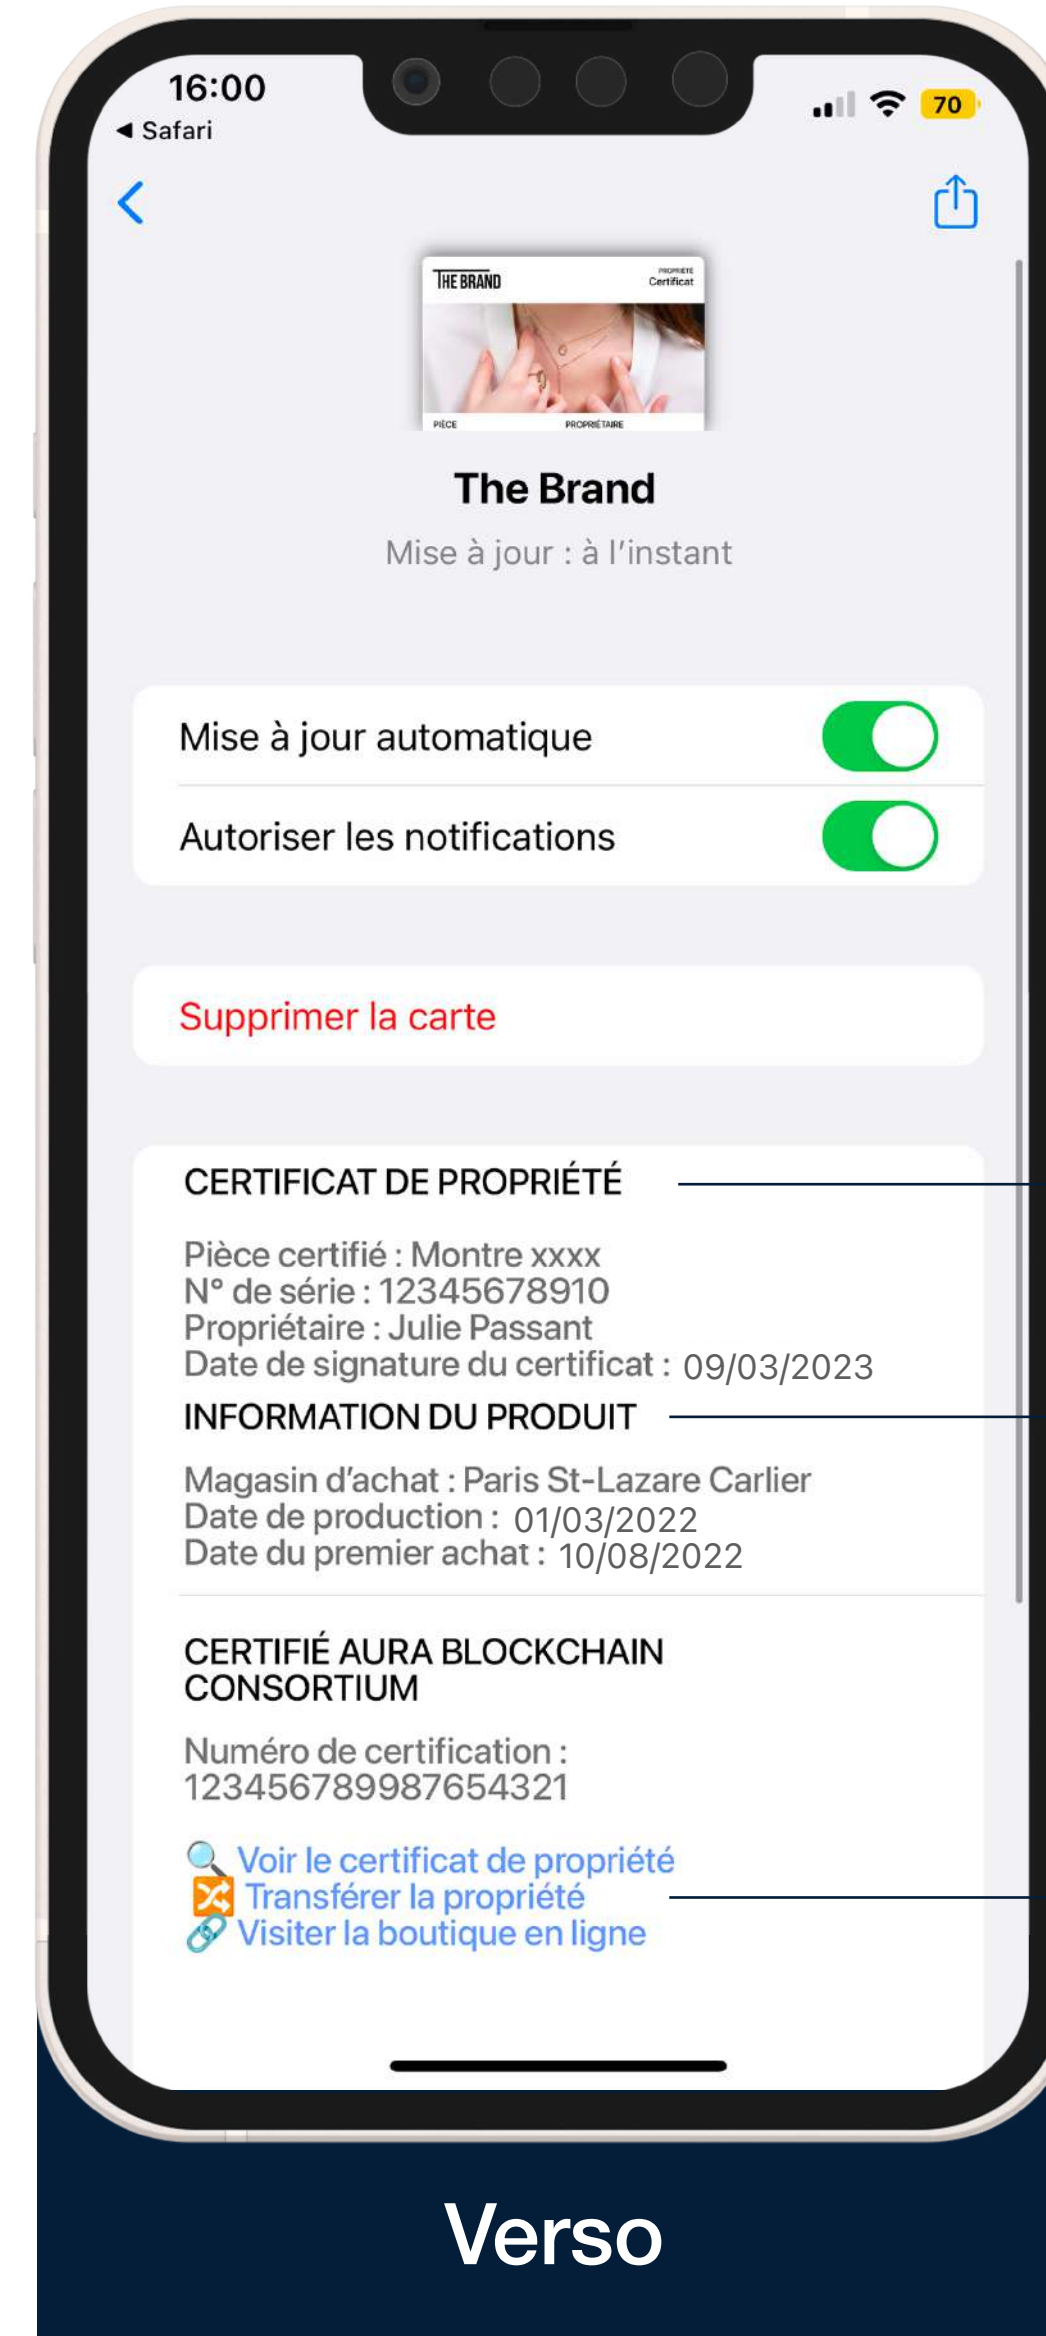 16:00
◀ Safari
70
THE BRAND
PROPRIÉTÉ
Certificat
PIÈCE
PROPRIÉTAIRE
The Brand
Mise à jour : à l'instant
Mise à jour automatique
Autoriser les notifications
Supprimer la carte
CERTIFICAT DE PROPRIÉTÉ
Pièce certifié : Montre xxxx
N° de série : 12345678910
Propriétaire : Julie Passant
Date de signature du certificat : 09/03/2023
INFORMATION DU PRODUIT
Magasin d'achat : Paris St-Lazare Carlier
Date de production : 01/03/2022
Date du premier achat : 10/08/2022
CERTIFIÉ AURA BLOCKCHAIN
CONSORTIUM
Numéro de certification :
123456789987654321
🔍 Voir le certificat de propriété
🔀 Transférer la propriété
🔗 Visiter la boutique en ligne
Verso